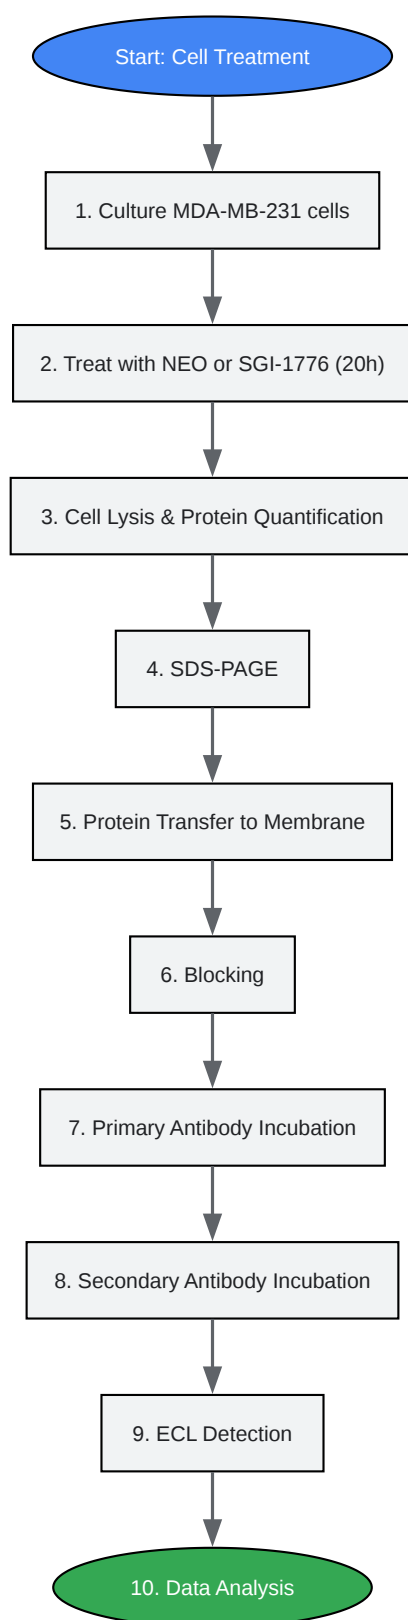 Start: Cell Treatment
1. Culture MDA-MB-231 cells
2. Treat with NEO or SGI-1776 (20h)
3. Cell Lysis & Protein Quantification
4. SDS-PAGE
5. Protein Transfer to Membrane
6. Blocking
7. Primary Antibody Incubation
8. Secondary Antibody Incubation
9. ECL Detection
10. Data Analysis